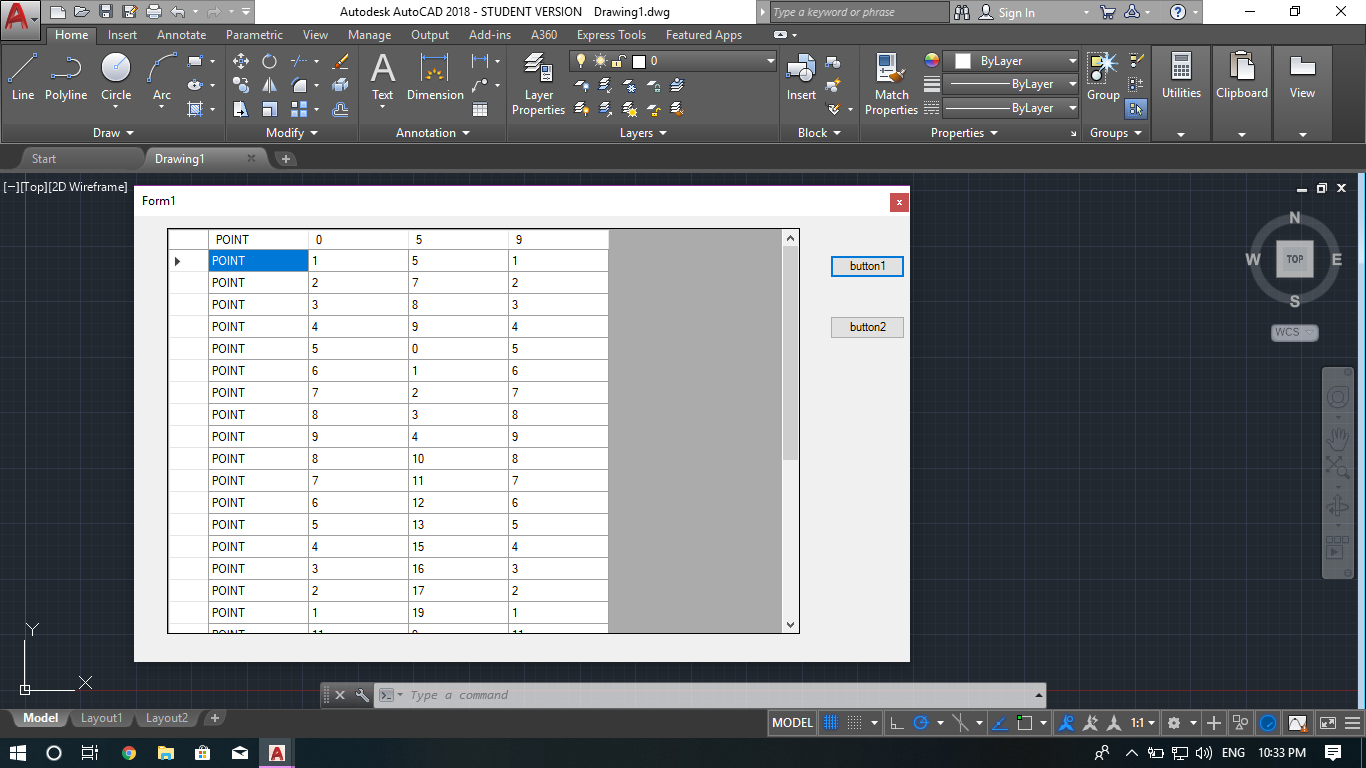 Autodesk AutoCAD 2018 - STUDENT VERSION Drawing1.dwg
Type a keyword or phrase
Sign In
Home Insert Annotate Parametric View Manage Output Add-ins A360 Express Tools Featured Apps
Line Polyline Circle Arc
Text Dimension
Layer Properties
0
Insert
Match Properties
ByLayer
ByLayer
ByLayer
Group
Utilities
Clipboard
View
Draw Modify Annotation Layers Block Properties Groups
Start Drawing1
[−][Top][2D Wireframe]
Form1
x
POINT 0 5 9
POINT 1 5 1
POINT 2 7 2
POINT 3 8 3
POINT 4 9 4
POINT 5 0 5
POINT 6 1 6
POINT 7 2 7
POINT 8 3 8
POINT 9 4 9
POINT 8 10 8
POINT 7 11 7
POINT 6 12 6
POINT 5 13 5
POINT 4 15 4
POINT 3 16 3
POINT 2 17 2
POINT 1 19 1
POINT 11
11
button1
button2
N
W TOP E
S
WCS
Y
X
Type a command
Model Layout1 Layout2
MODEL
1:1
ENG 10:33 PM